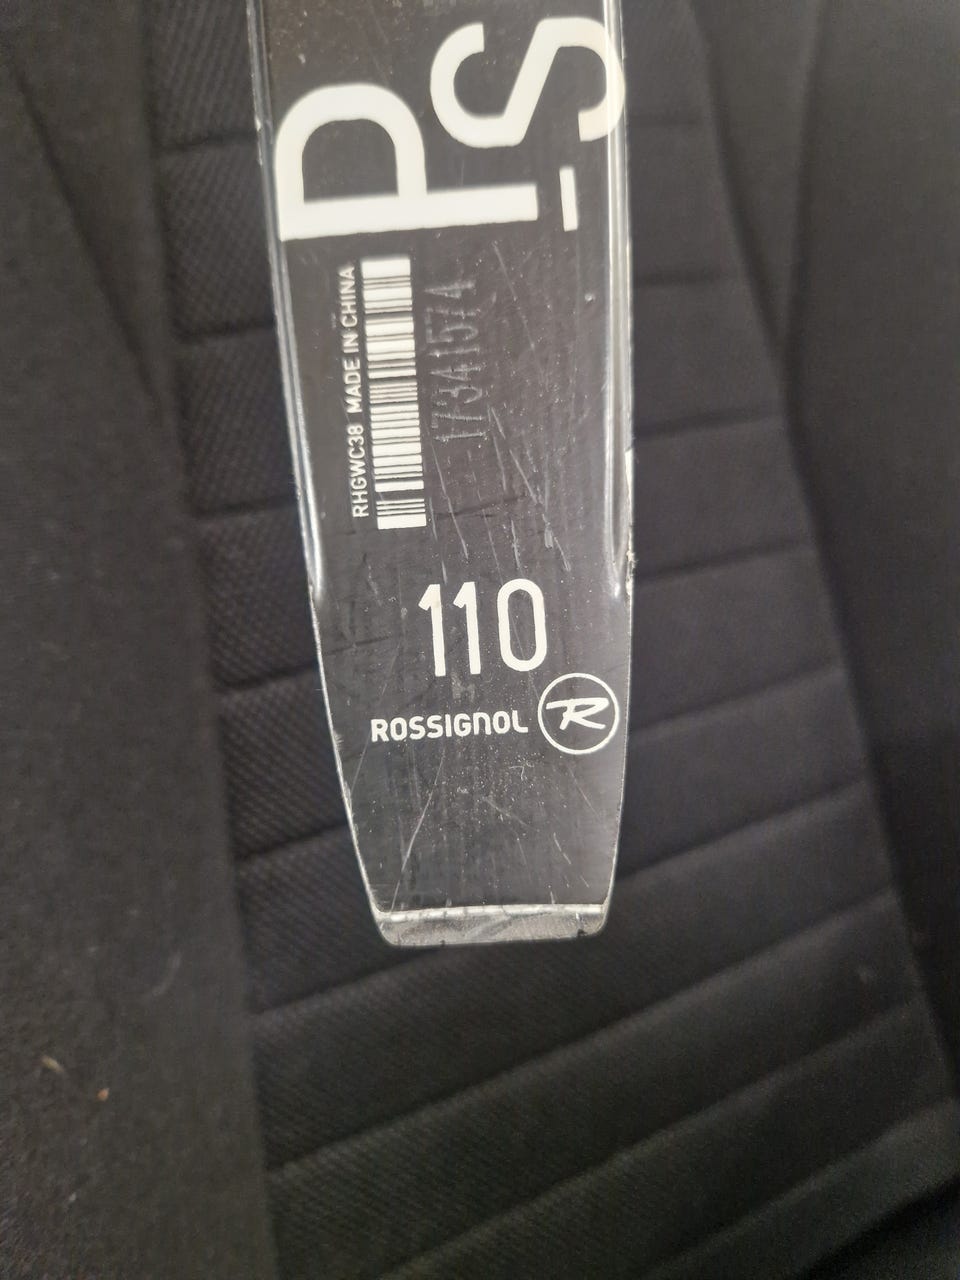 Ps
RHGWC38 MADE IN CHINA
17341574
110
ROSSIGNOL R